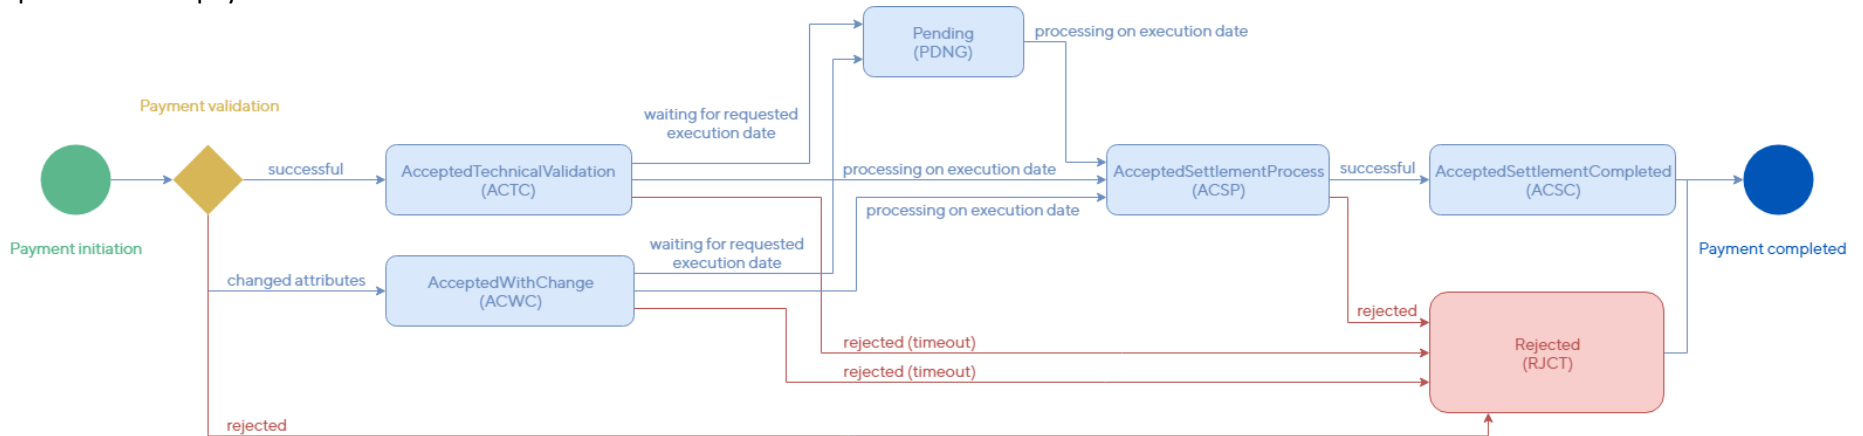 Pending
(PDNG)
processing on execution date
Payment validation
waiting for requested
execution date
successful
AcceptedTechnicalValidation
(ACTC)
processing on execution date
AcceptedSettlementProcess
(ACSP)
successful
AcceptedSettlementCompleted
(ACSC)
processing on execution date
Payment initiation
waiting for requested
execution date
Payment completed
changed attributes
AcceptedWithChange
(ACWC)
rejected
rejected (timeout)
Rejected
(RJCT)
rejected (timeout)
rejected